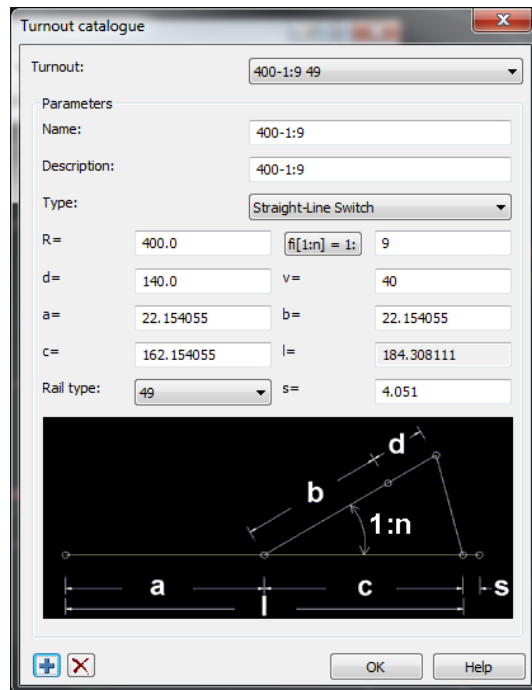 Turnout catalogue
Turnout: 400-1:9 49
Parameters
Name: 400-1:9
Description: 400-1:9
Type: Straight-Line Switch
R= 400.0 fi[1:n] = 1: 9
d= 140.0 v= 40
a= 22.154055 b= 22.154055
c= 162.154055 l= 184.308111
Rail type: 49 s= 4.051
d
b
1:n
a c s
l
OK Help